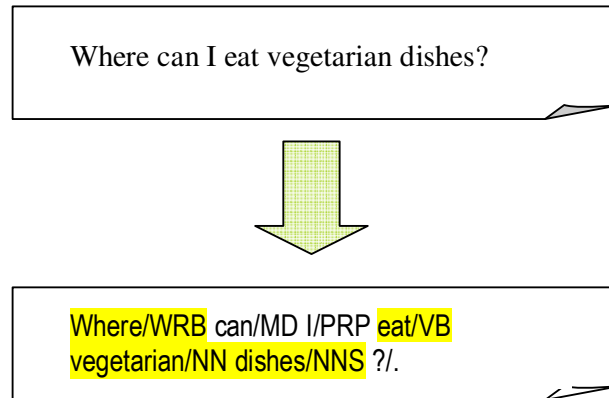 Where can I eat vegetarian dishes?
Where/WRB can/MD I/PRP eat/VB
vegetarian/NN dishes/NNS ?/.